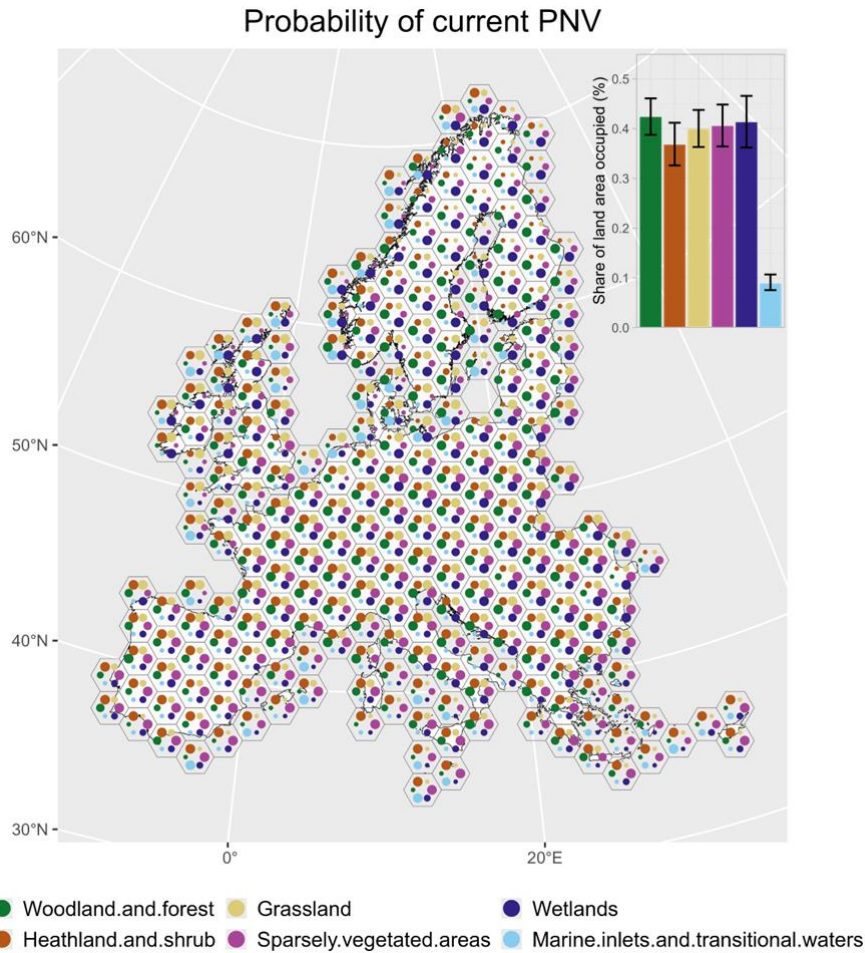 Probability of current PNV
Share of land area occupied (%)
0.5
0.4
0.3
0.2
0.1
0.0
60°N
50°N
40°N
30°N
0°
20°E
Woodland.and.forest
Grassland
Wetlands
Heathland.and.shrub
Sparsely.vegetated.areas
Marine.inlets.and.transitional.waters